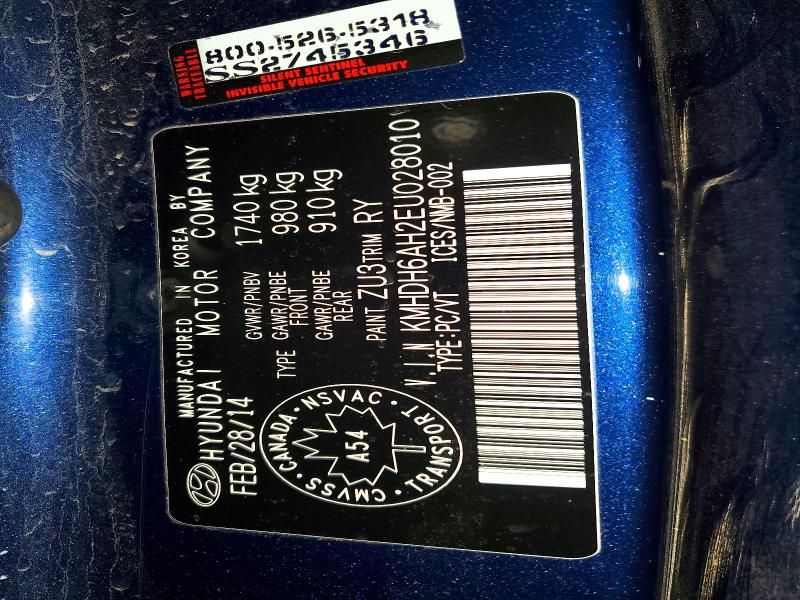 WARNING
TRACEABLE
800-526-5318
SS2745346
SILENT SENTINEL
INVISIBLE VEHICLE SECURITY
MANUFACTURED IN KOREA BY
HYUNDAI MOTOR COMPANY
FEB/28/14
GVWR/PNBV 1740 kg
TYPE GAWR/PNBE FRONT 980 kg
GAWR/PNBE REAR 910 kg
PAINT ZU3 TRIM RY
CANADA · NSVAC · TRANSPORT · CMVSS
A54
V.I.N KMHDH6AH2EU028010
TYPE:PC/VT ICES/NMB-002